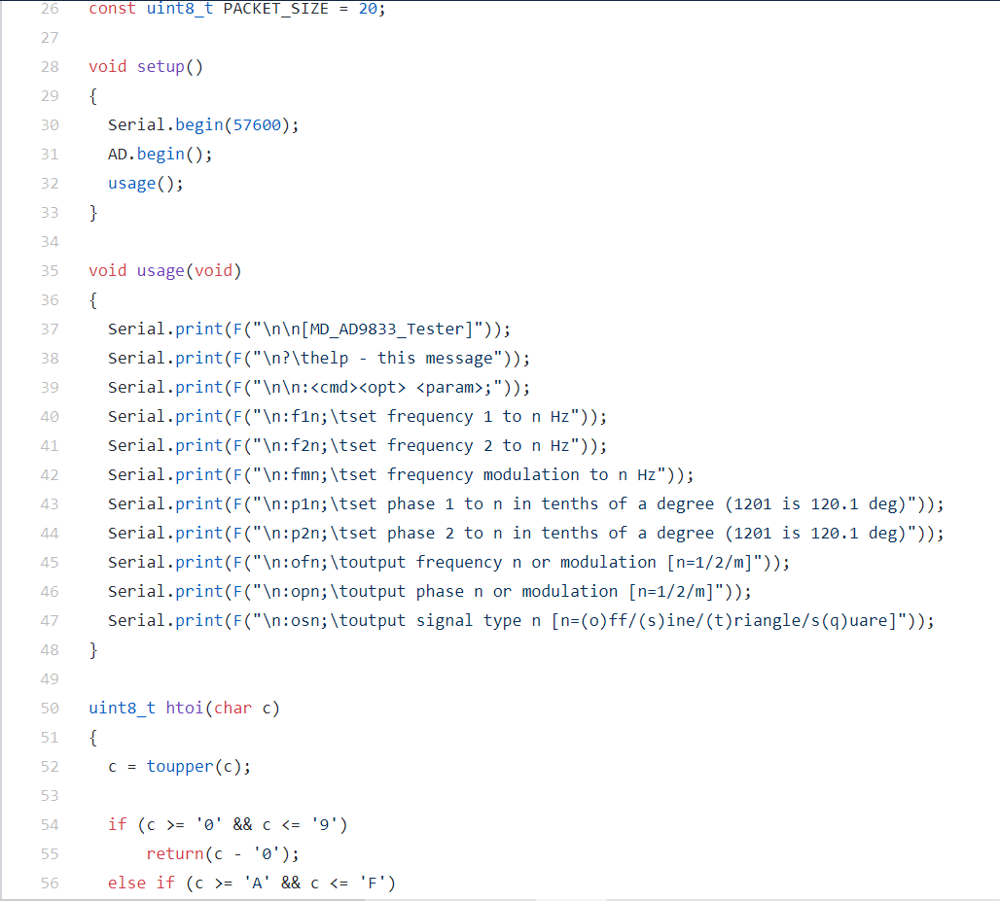 26 const uint8_t PACKET_SIZE = 20;
27
28 void setup()
29 {
30   Serial.begin(57600);
31   AD.begin();
32   usage();
33 }
34
35 void usage(void)
36 {
37   Serial.print(F("\n\n[MD_AD9833_Tester]"));
38   Serial.print(F("\n?\thelp - this message"));
39   Serial.print(F("\n\n:<cmd><opt> <param>;"));
40   Serial.print(F("\n:f1n;\tset frequency 1 to n Hz"));
41   Serial.print(F("\n:f2n;\tset frequency 2 to n Hz"));
42   Serial.print(F("\n:fmn;\tset frequency modulation to n Hz"));
43   Serial.print(F("\n:p1n;\tset phase 1 to n in tenths of a degree (1201 is 120.1 deg)"));
44   Serial.print(F("\n:p2n;\tset phase 2 to n in tenths of a degree (1201 is 120.1 deg)"));
45   Serial.print(F("\n:ofn;\toutput frequency n or modulation [n=1/2/m]"));
46   Serial.print(F("\n:opn;\toutput phase n or modulation [n=1/2/m]"));
47   Serial.print(F("\n:osn;\toutput signal type n [n=(o)ff/(s)ine/(t)riangle/s(q)uare]"));
48 }
49
50 uint8_t htoi(char c)
51 {
52   c = toupper(c);
53
54   if (c >= '0' && c <= '9')
55       return(c - '0');
56   else if (c >= 'A' && c <= 'F')